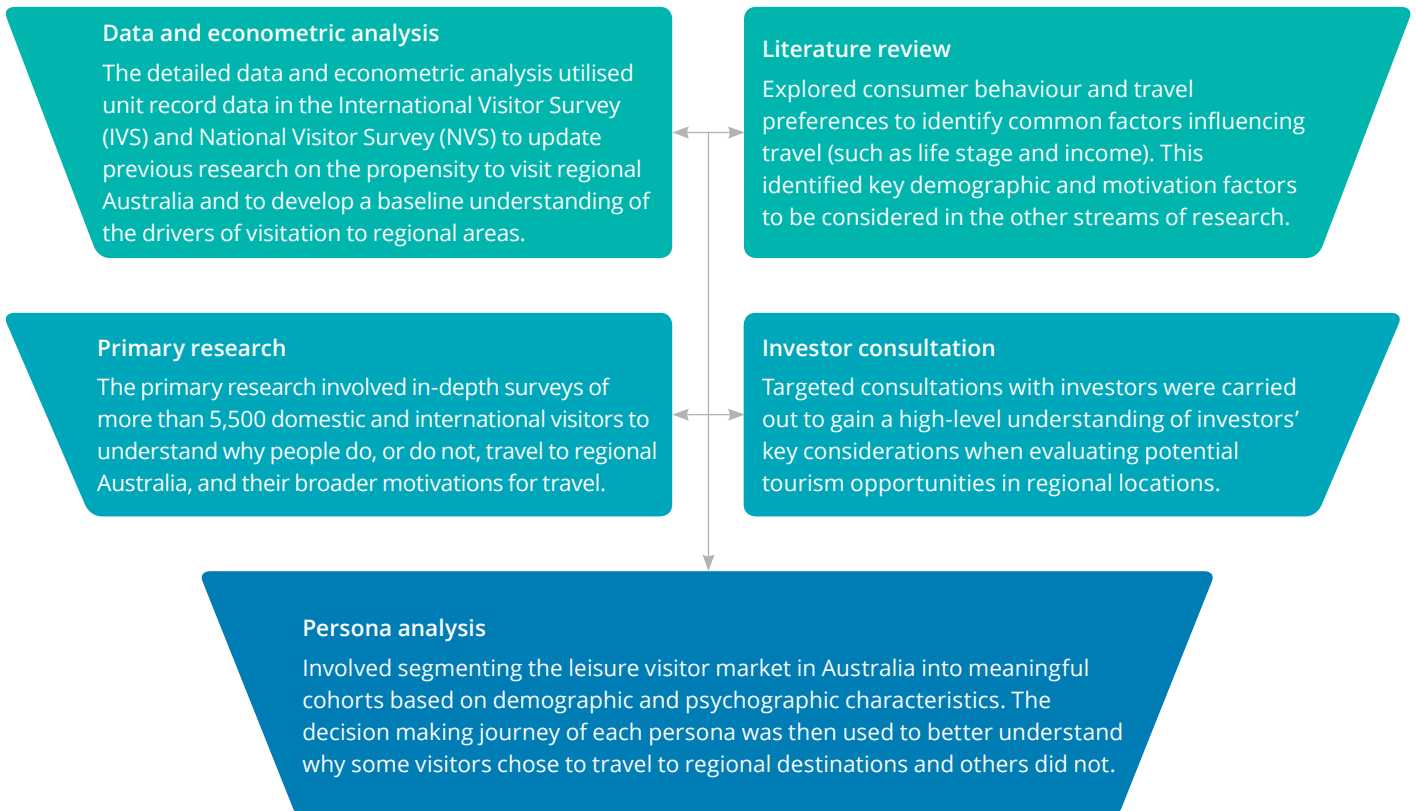 Data and econometric analysis
The detailed data and econometric analysis utilised
unit record data in the International Visitor Survey
(IVS) and National Visitor Survey (NVS) to update
previous research on the propensity to visit regional
Australia and to develop a baseline understanding of
the drivers of visitation to regional areas.
Literature review
Explored consumer behaviour and travel
preferences to identify common factors influencing
travel (such as life stage and income). This
identified key demographic and motivation factors
to be considered in the other streams of research.
Primary research
The primary research involved in-depth surveys of
more than 5,500 domestic and international visitors to
understand why people do, or do not, travel to regional
Australia, and their broader motivations for travel.
Investor consultation
Targeted consultations with investors were carried
out to gain a high-level understanding of investors’
key considerations when evaluating potential
tourism opportunities in regional locations.
Persona analysis
Involved segmenting the leisure visitor market in Australia into meaningful
cohorts based on demographic and psychographic characteristics. The
decision making journey of each persona was then used to better understand
why some visitors chose to travel to regional destinations and others did not.